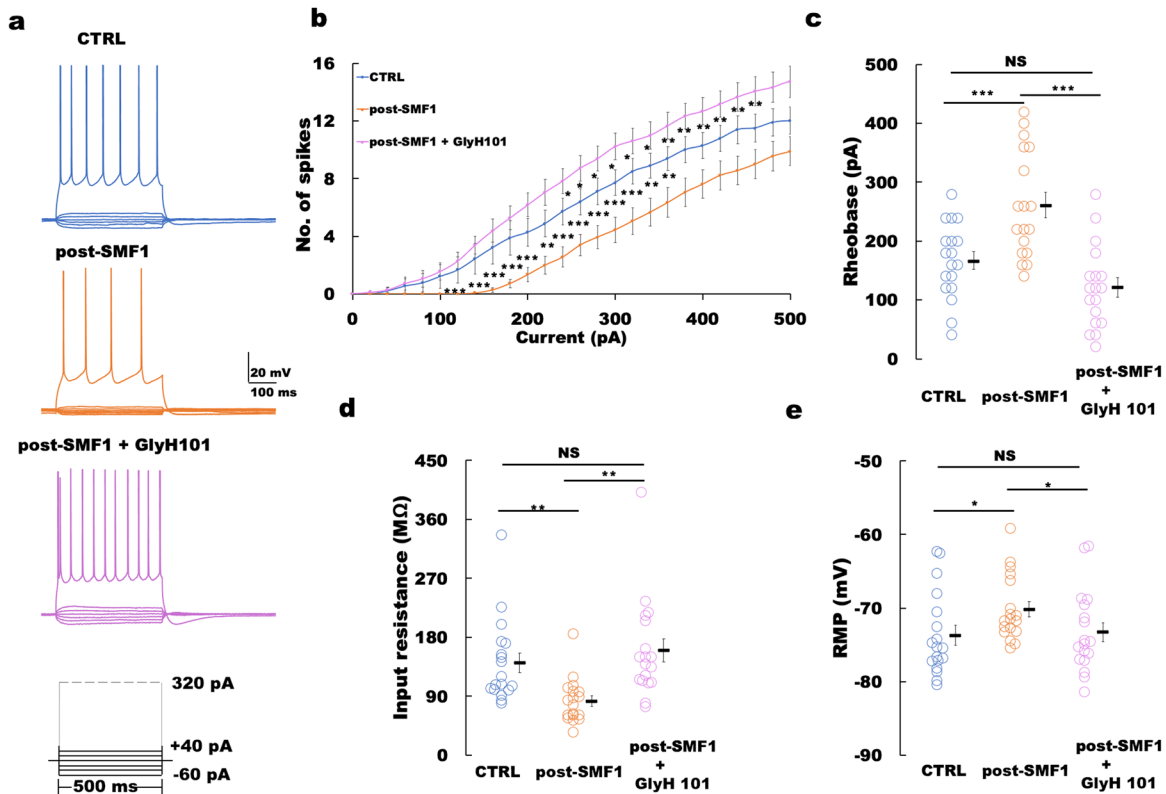 a
CTRL
post-SMF1
20 mV
100 ms
post-SMF1 + GlyH101
320 pA
+40 pA
-60 pA
500 ms
b
No. of spikes
16
12
8
4
0
CTRL
post-SMF1
post-SMF1 + GlyH101
* * * * * ** ** ** ** **
*** *** *** *** ** ** *** *** *** *** ** **
0 100 200 300 400 500
Current (pA)
c
Rheobase (pA)
500
400
300
200
100
0
NS
*** ***
CTRL post-SMF1 post-SMF1
+
GlyH 101
d
Input resistance (MΩ)
450
360
270
180
90
0
NS
** **
CTRL post-SMF1 post-SMF1
+
GlyH 101
e
RMP (mV)
-50
-60
-70
-80
-90
NS
* *
CTRL post-SMF1 post-SMF1
+
GlyH 101